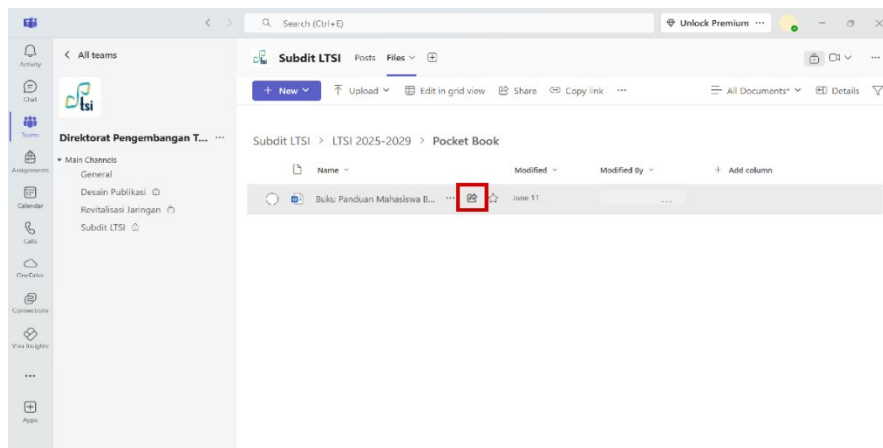 Search (Ctrl+E)
Unlock Premium ...
Activity
Chat
Teams
Assignments
Calendar
Calls
OneDrive
Connections
Viva Insights
...
Apps
All teams
ltsi
Direktorat Pengembangan T... ...
Main Channels
General
Desain Publikasi
Revitalisasi Jaringan
Subdit LTSI
Subdit LTSI Posts Files
...
+ New Upload Edit in grid view Share Copy link ... All Documents* Details
Subdit LTSI > LTSI 2025-2029 > Pocket Book
Name Modified Modified By + Add column
Buku Panduan Mahasiswa B... ... June 11 ...